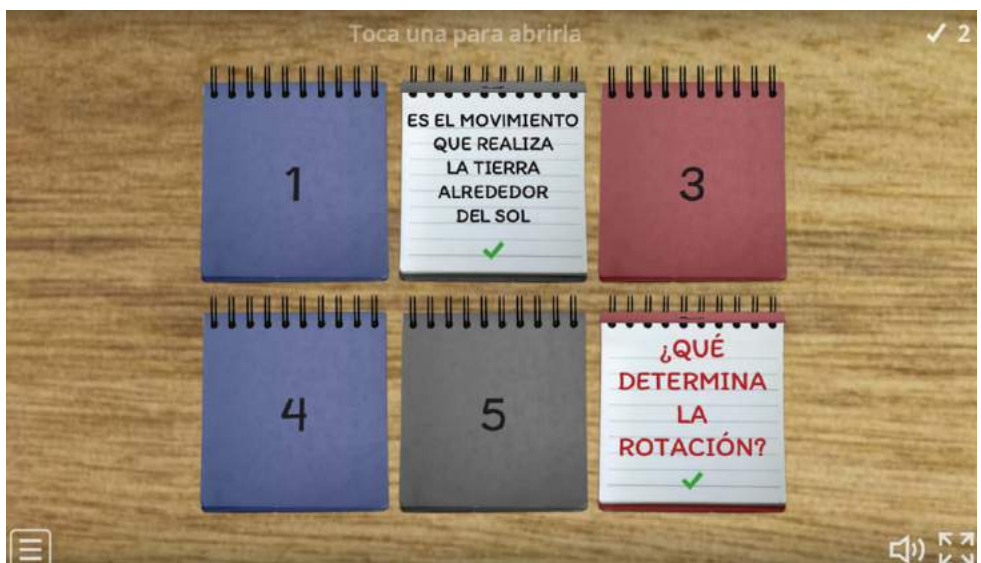 Toca una para abrirla
✓ 2
1
ES EL MOVIMIENTO
QUE REALIZA
LA TIERRA
ALREDEDOR
DEL SOL
3
4
5
¿QUÉ
DETERMINA
LA
ROTACIÓN?